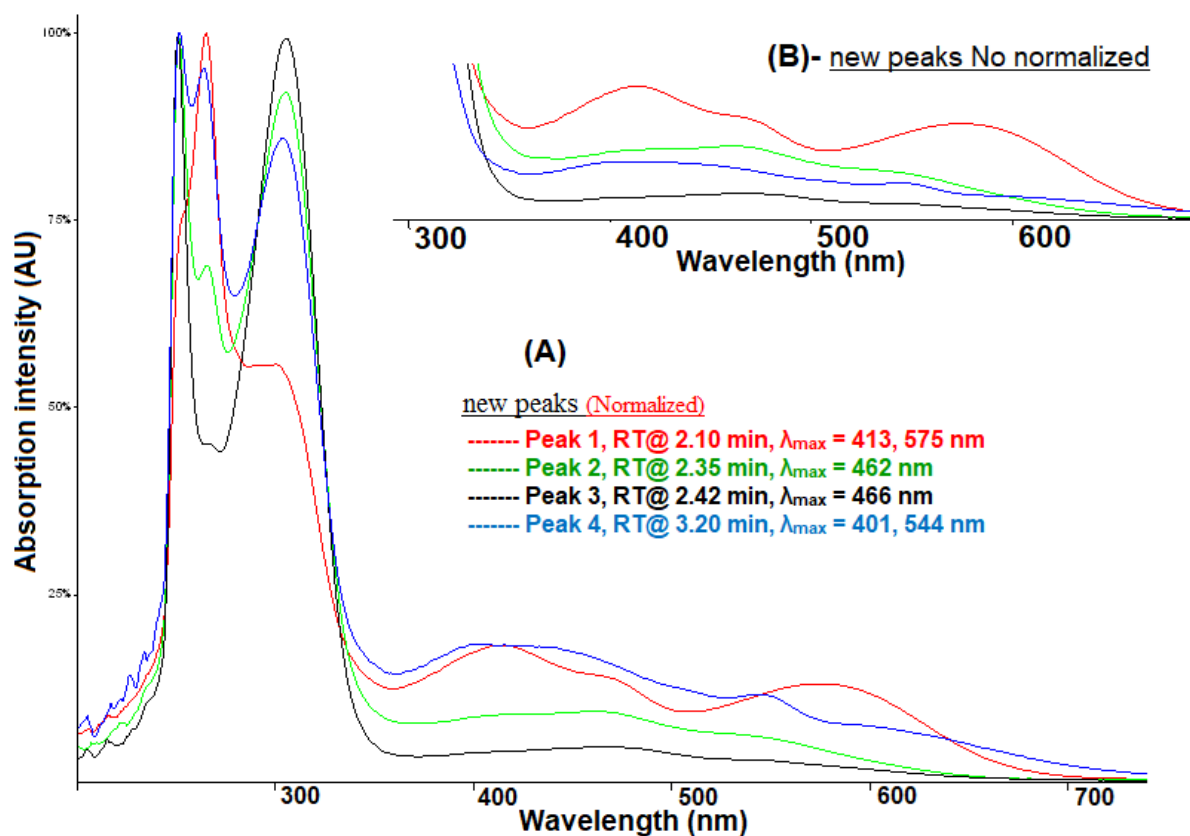 100%
(B)- new peaks No normalized
75%
300 400 500 600
Wavelength (nm)
Absorption intensity (AU)
(A)
new peaks (Normalized)
------- Peak 1, RT@ 2.10 min, λmax = 413, 575 nm
------- Peak 2, RT@ 2.35 min, λmax = 462 nm
------- Peak 3, RT@ 2.42 min, λmax = 466 nm
------- Peak 4, RT@ 3.20 min, λmax = 401, 544 nm
50%
25%
300 400 500 600 700
Wavelength (nm)